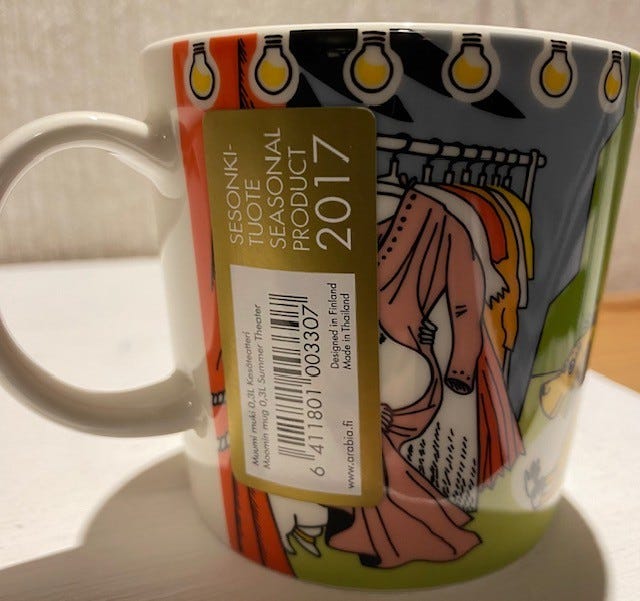 SESONKI-
TUOTE
SEASONAL
PRODUCT
2017
Muumi muki 0,3L Kesäteatteri
Moomin mug 0,3L Summer Theater
6 411801 003307
Designed in Finland
Made in Thailand
www.arabia.fi